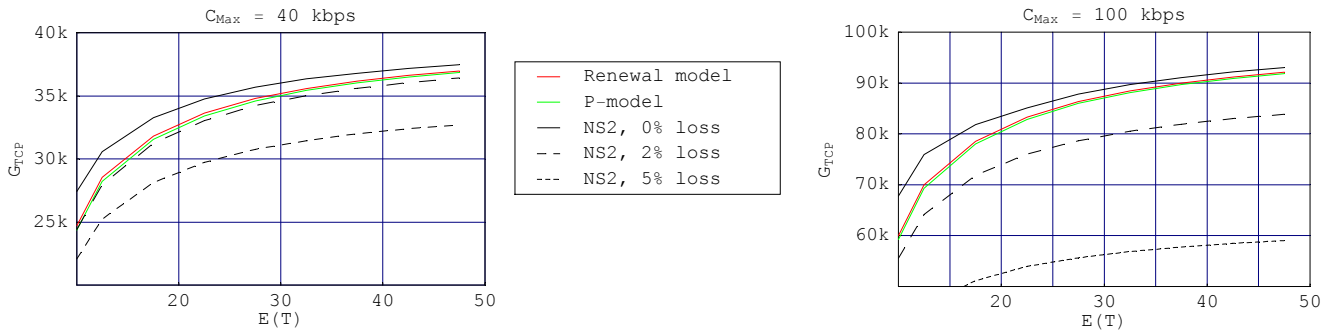 C_Max = 40 kbps
40k
35k
30k
25k
G_TCP
20
30
40
50
E(T)
Renewal model
P-model
NS2, 0% loss
NS2, 2% loss
NS2, 5% loss
C_Max = 100 kbps
100k
90k
80k
70k
60k
G_TCP
20
30
40
50
E(T)